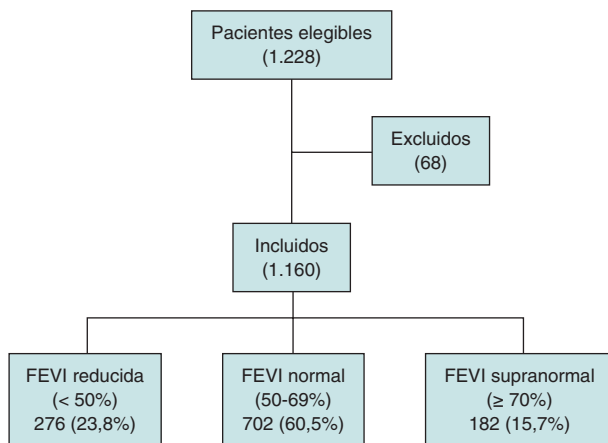 Pacientes elegibles
(1.228)
Excluidos
(68)
Incluidos
(1.160)
FEVI reducida
(< 50%)
276 (23,8%)
FEVI normal
(50-69%)
702 (60,5%)
FEVI supranormal
(≥ 70%)
182 (15,7%)